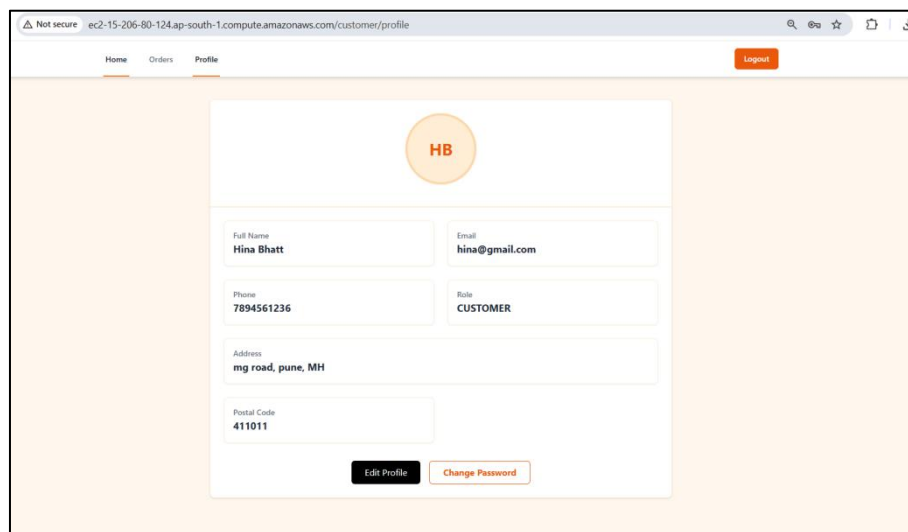 Not secure ec2-15-206-80-124.ap-south-1.compute.amazonaws.com/customer/profile
Home Orders Profile Logout
HB
Full Name Email
Hina Bhatt hina@gmail.com
Phone Role
7894561236 CUSTOMER
Address
mg road, pune, MH
Postal Code
411011
Edit Profile Change Password